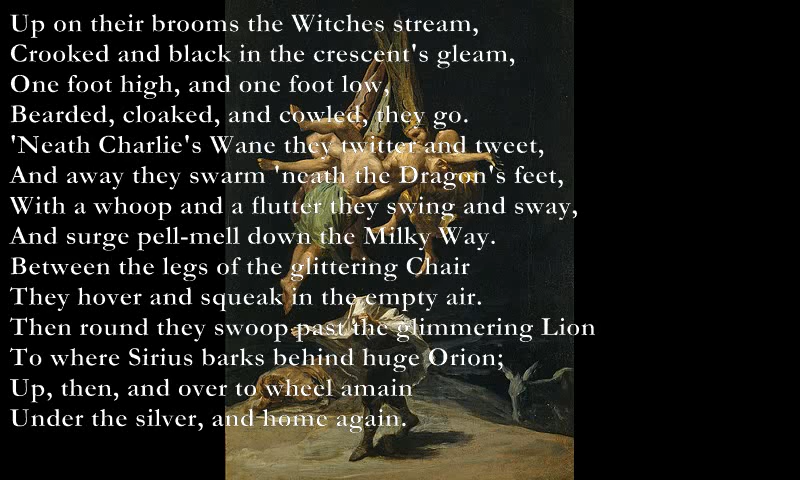 Up on their brooms the Witches stream,
Crooked and black in the crescent's gleam,
One foot high, and one foot low,
Bearded, cloaked, and cowled, they go.
'Neath Charlie's Wane they twitter and tweet,
And away they swarm 'neath the Dragon's feet,
With a whoop and a flutter they swing and sway,
And surge pell-mell down the Milky Way.
Between the legs of the glittering Chair
They hover and squeak in the empty air.
Then round they swoop past the glimmering Lion
To where Sirius barks behind huge Orion;
Up, then, and over to wheel amain
Under the silver, and home again.